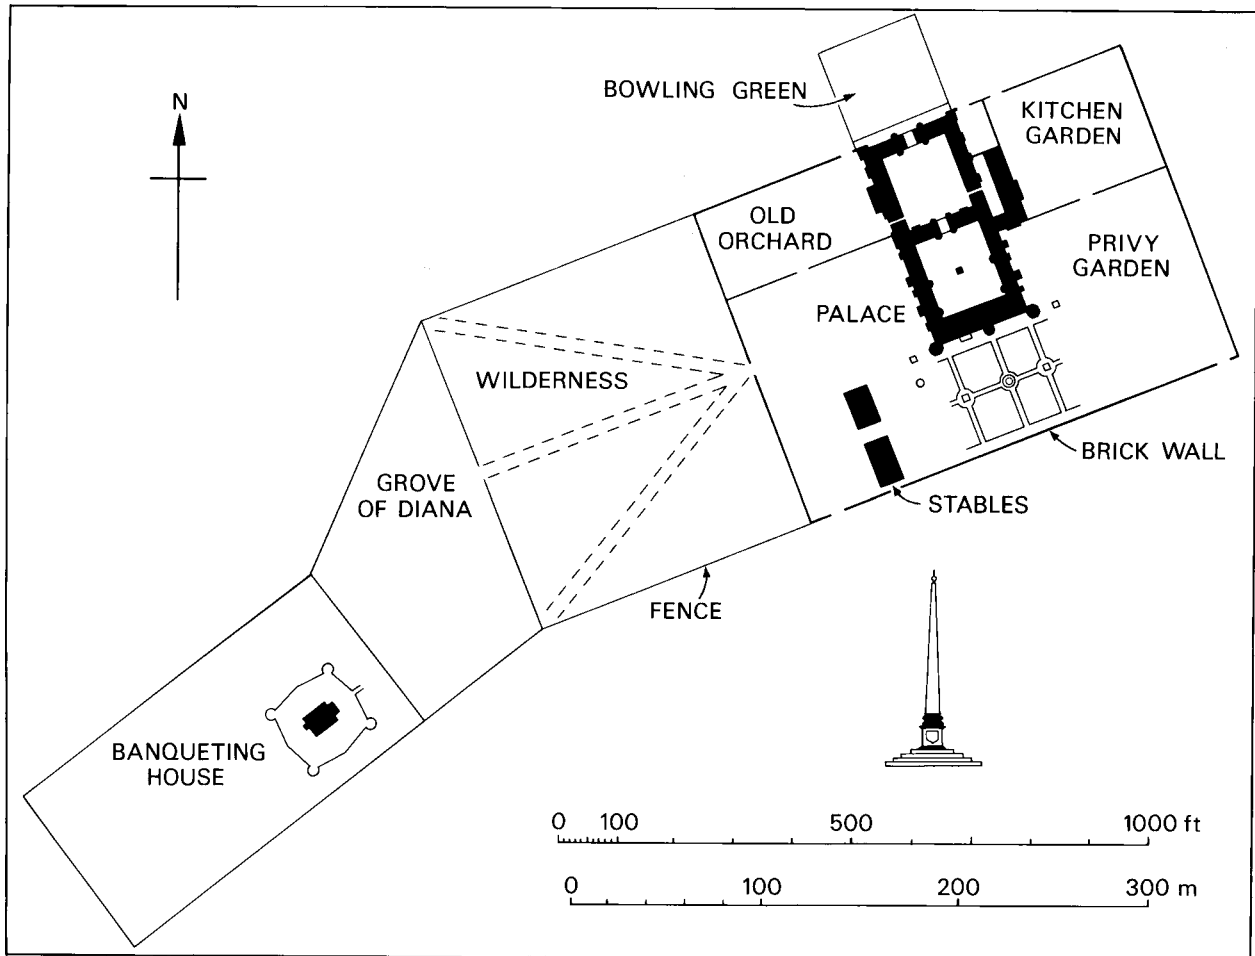 N
BOWLING GREEN
KITCHEN
GARDEN
OLD
ORCHARD
PRIVY
GARDEN
PALACE
WILDERNESS
BRICK WALL
GROVE
OF DIANA
STABLES
FENCE
BANQUETING
HOUSE
0 100 500 1000 ft
0 100 200 300 m